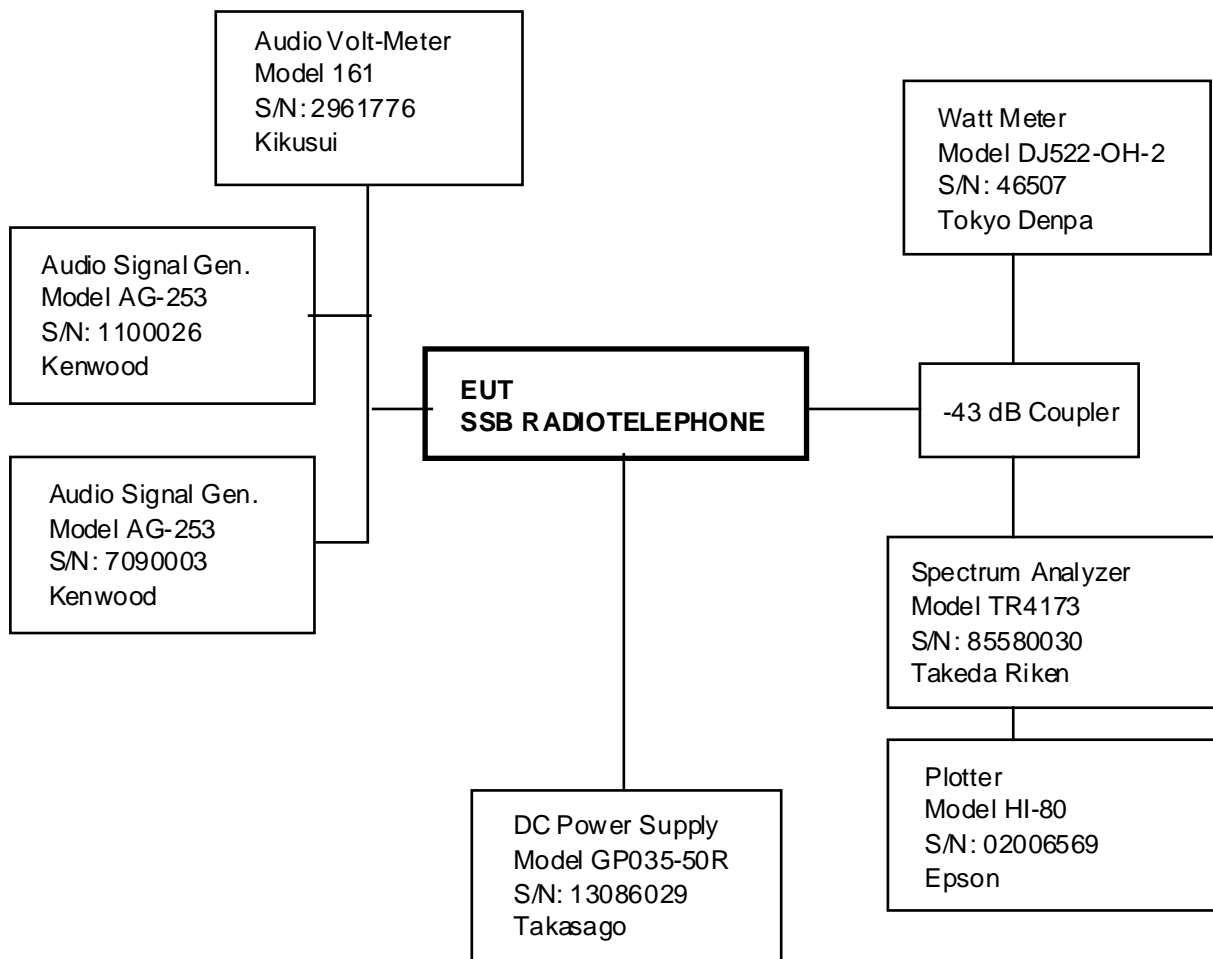 Audio Volt-Meter
Model 161
S/N: 2961776
Kikusui
Watt Meter
Model DJ522-OH-2
S/N: 46507
Tokyo Denpa
Audio Signal Gen.
Model AG-253
S/N: 1100026
Kenwood
EUT
SSB RADIOTELEPHONE
-43 dB Coupler
Audio Signal Gen.
Model AG-253
S/N: 7090003
Kenwood
Spectrum Analyzer
Model TR4173
S/N: 85580030
Takeda Riken
Plotter
Model HI-80
S/N: 02006569
Epson
DC Power Supply
Model GP035-50R
S/N: 13086029
Takasago